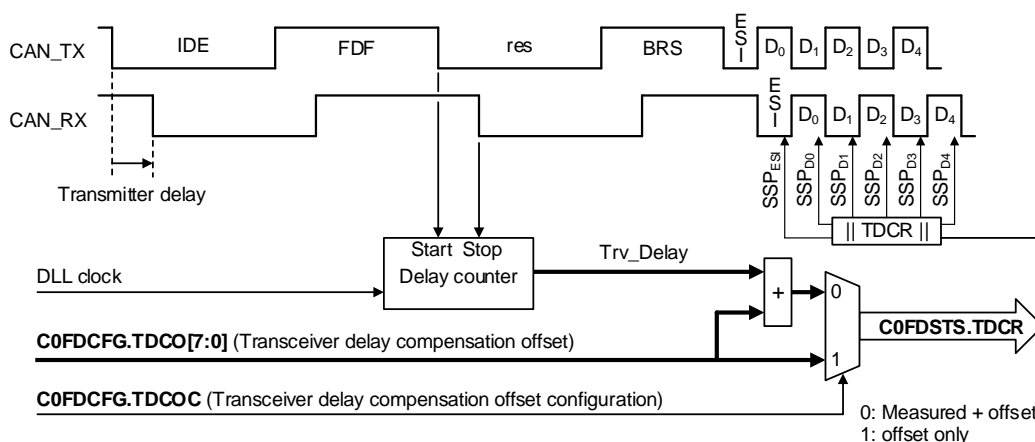 CAN_TX IDE FDF res BRS ESI D0 D1 D2 D3 D4
CAN_RX ESI D0 D1 D2 D3 D4
Transmitter delay
SSPESI SSPD0 SSPD1 SSPD2 SSPD3 SSPD4
|| TDCR ||
Start Stop
Delay counter
Trv_Delay
DLL clock
+
0
1
C0FDCFG.TDCO[7:0] (Transceiver delay compensation offset)
C0FDSTS.TDCR
C0FDCFG.TDCOC (Transceiver delay compensation offset configuration)
0: Measured + offset
1: offset only